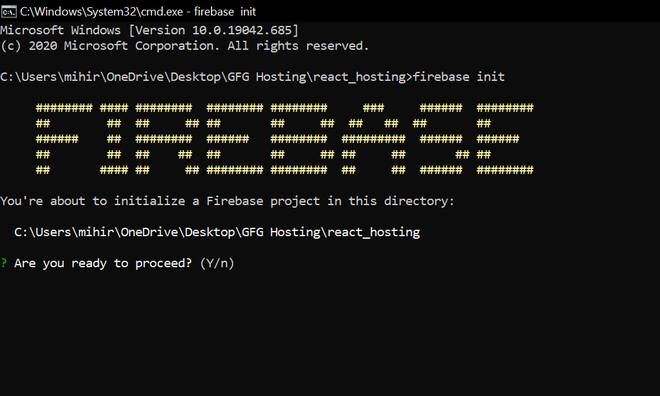 C:\Windows\System32\cmd.exe - firebase  init
Microsoft Windows [Version 10.0.19042.685]
(c) 2020 Microsoft Corporation. All rights reserved.
C:\Users\mihir\OneDrive\Desktop\GFG Hosting\react_hosting>firebase init
FIREBASE
You're about to initialize a Firebase project in this directory:
C:\Users\mihir\OneDrive\Desktop\GFG Hosting\react_hosting
? Are you ready to proceed? (Y/n)